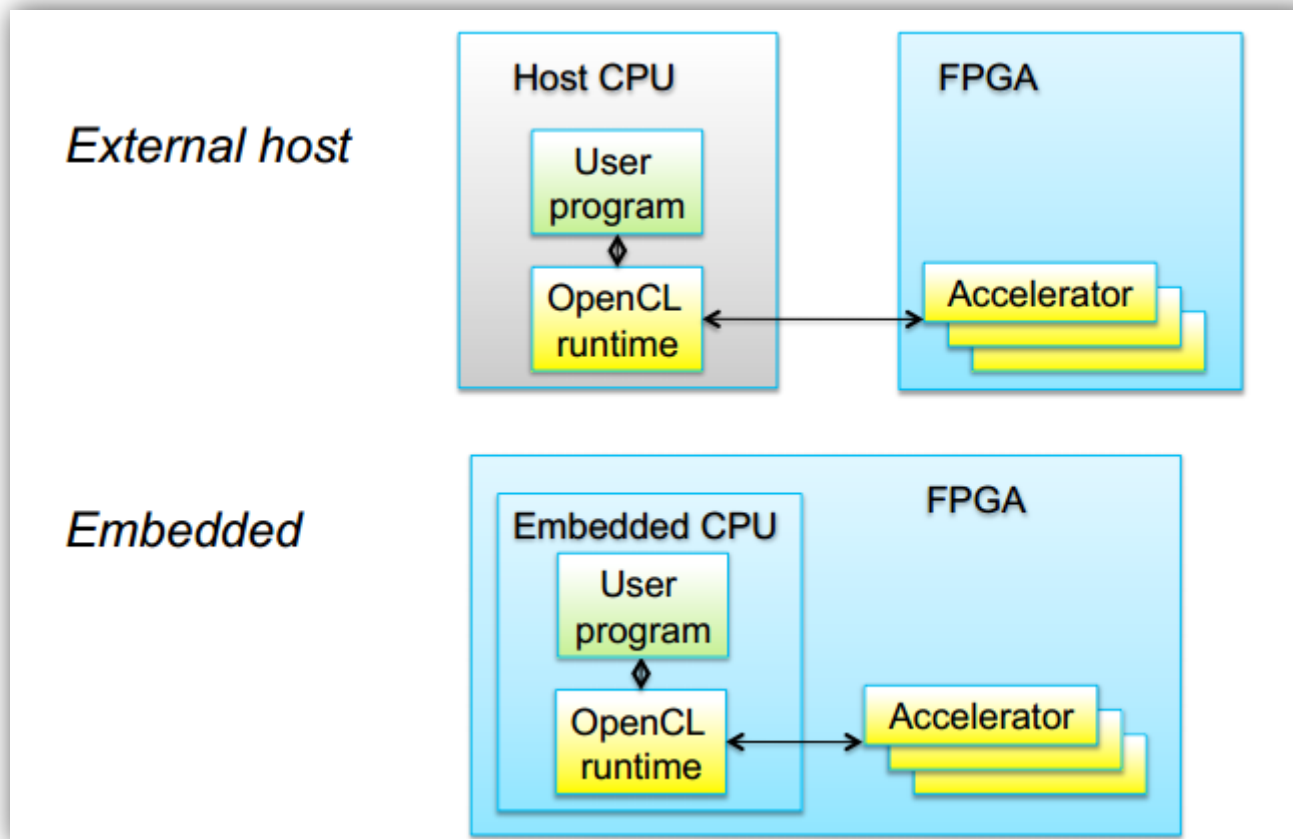 Host CPU
FPGA
External host
User
program
OpenCL
runtime
Accelerator
Embedded
FPGA
Embedded CPU
User
program
OpenCL
runtime
Accelerator